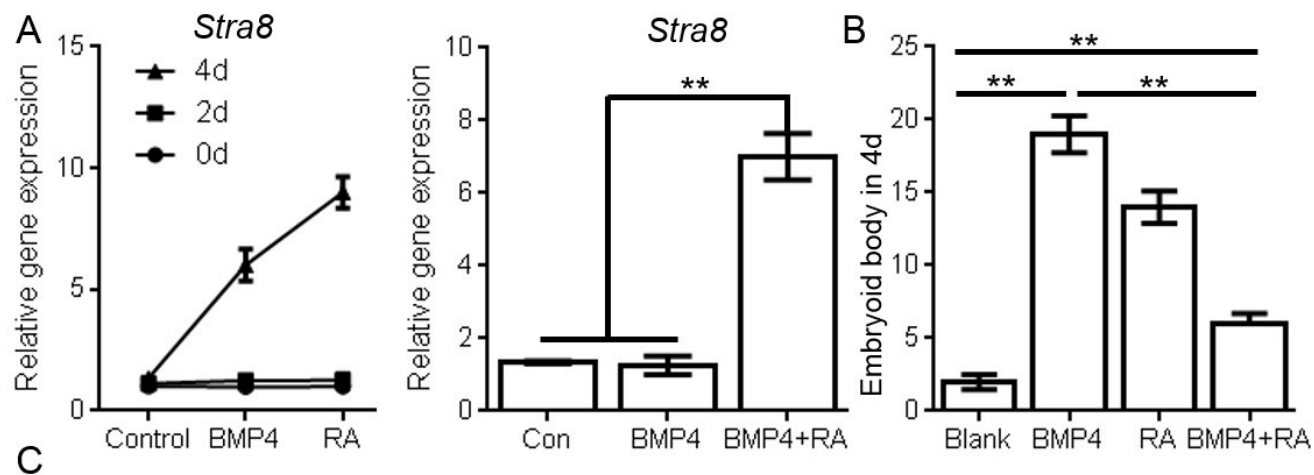 A
Stra8
Relative gene expression
15
10
5
0
4d
2d
0d
Control BMP4 RA
Stra8
Relative gene expression
10
8
6
4
2
0
**
Con BMP4 BMP4+RA
B
Embryoid body in 4d
25
20
15
10
5
0
**
** **
Blank BMP4 RA BMP4+RA
C